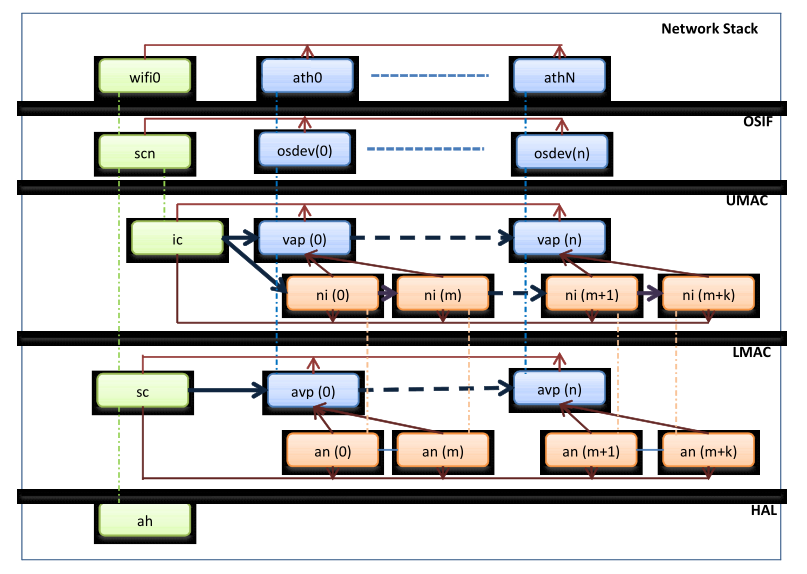 Network Stack
wifi0
ath0
athN
OSIF
scn
osdev(0)
osdev(n)
UMAC
ic
vap (0)
vap (n)
ni (0)
ni (m)
ni (m+1)
ni (m+k)
LMAC
sc
avp (0)
avp (n)
an (0)
an (m)
an (m+1)
an (m+k)
HAL
ah